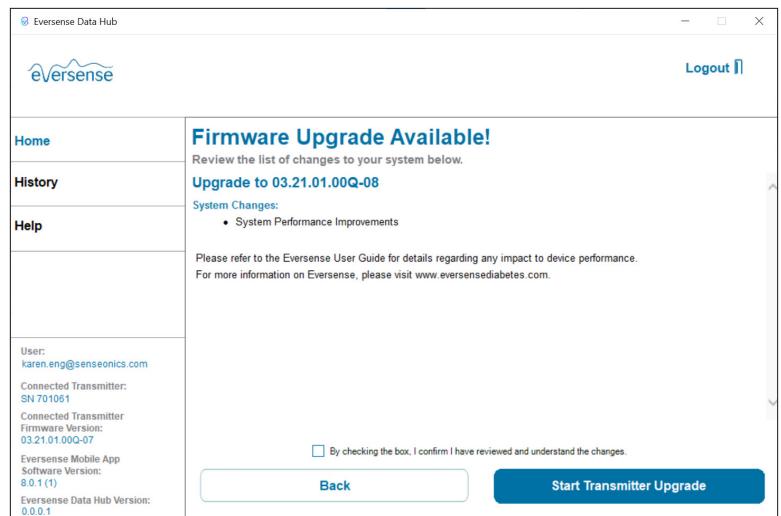 Eversense Data Hub
eversense
Logout
Home
History
Help
Firmware Upgrade Available!
Review the list of changes to your system below.
Upgrade to 03.21.01.00Q-08
System Changes:
• System Performance Improvements
Please refer to the Eversense User Guide for details regarding any impact to device performance.
For more information on Eversense, please visit www.eversensediabetes.com.
User:
karen.eng@senseonics.com
Connected Transmitter:
SN 701061
Connected Transmitter
Firmware Version:
03.21.01.00Q-07
Eversense Mobile App
Software Version:
8.0.1 (1)
Eversense Data Hub Version:
0.0.0.1
By checking the box, I confirm I have reviewed and understand the changes.
Back
Start Transmitter Upgrade